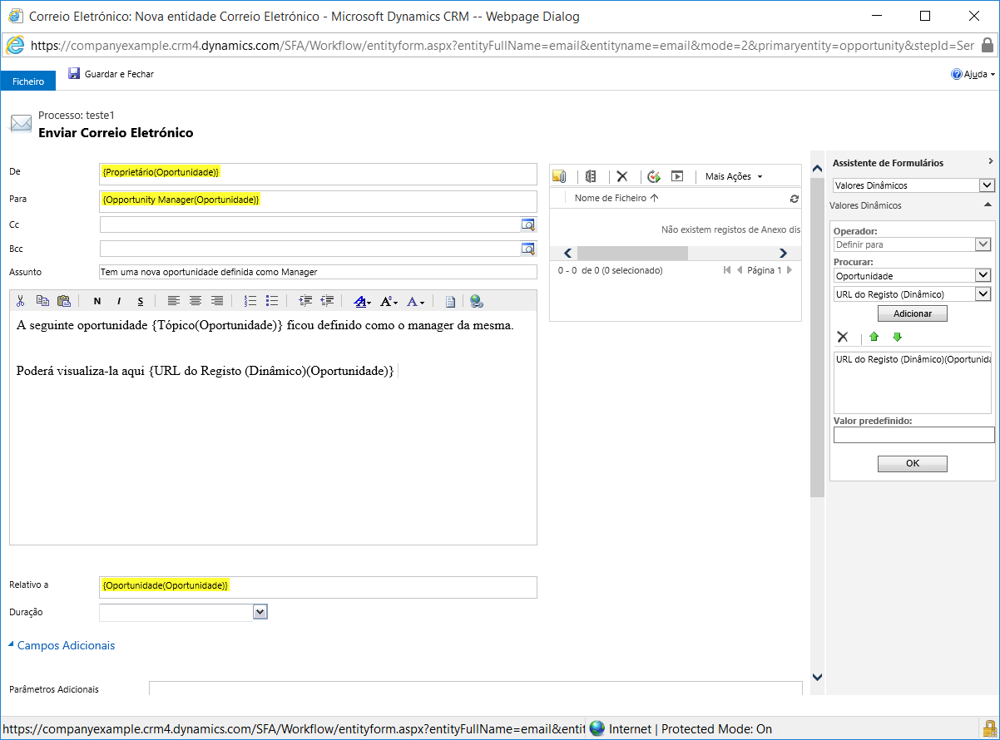 Correio Eletrónico: Nova entidade Correio Eletrónico - Microsoft Dynamics CRM -- Webpage Dialog
https://companyexample.crm4.dynamics.com/SFA/Workflow/entityform.aspx?entityFullName=email&entityname=email&mode=2&primaryentity=opportunity&stepId=Ser
Ficheiro
Guardar e Fechar
Ajuda
Processo: teste1
Enviar Correio Eletrónico
De
{Proprietário(Oportunidade)}
Para
{Opportunity Manager(Oportunidade)}
Cc
Bcc
Assunto
Tem uma nova oportunidade definida como Manager
N I S
A seguinte oportunidade {Tópico(Oportunidade)} ficou definido como o manager da mesma.
Poderá visualiza-la aqui {URL do Registo (Dinâmico)(Oportunidade)}
Mais Ações
Nome de Ficheiro
Não existem registos de Anexo dis
0 - 0 de 0 (0 selecionado)
Página 1
Relativo a
{Oportunidade(Oportunidade)}
Duração
Campos Adicionais
Parâmetros Adicionais
Assistente de Formulários
Valores Dinâmicos
Valores Dinâmicos
Operador:
Definir para
Procurar:
Oportunidade
URL do Registo (Dinâmico)
Adicionar
URL do Registo (Dinâmico)(Oportunida
Valor predefinido:
OK
https://companyexample.crm4.dynamics.com/SFA/Workflow/entityform.aspx?entityFullName=email&entit
Internet | Protected Mode: On